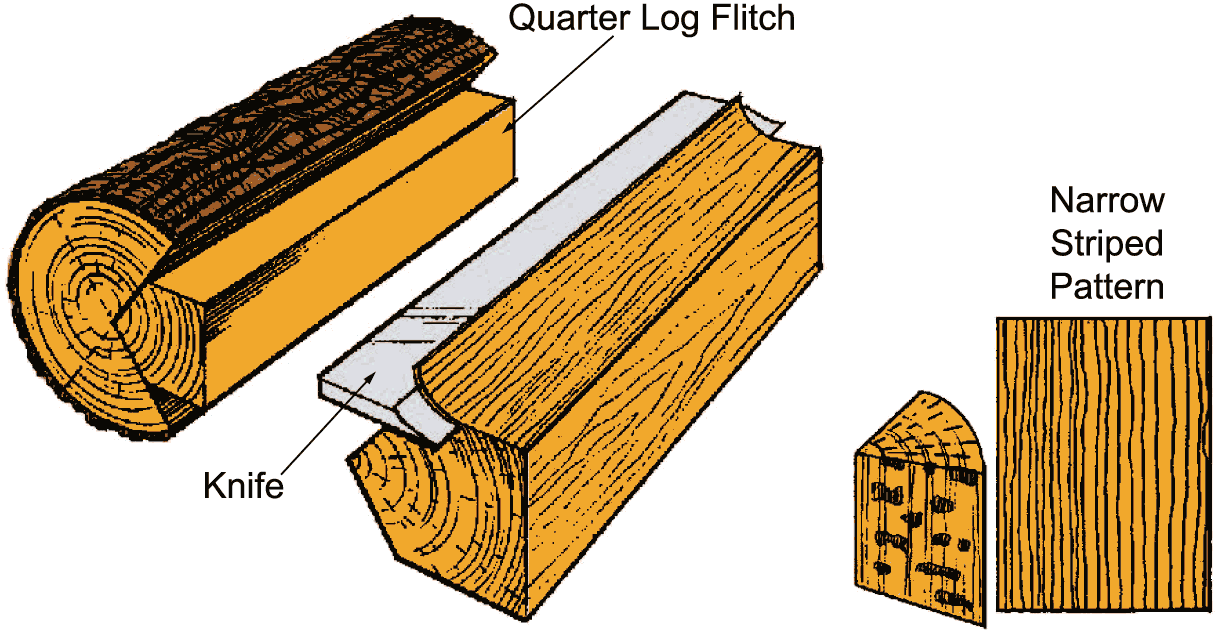 Quarter Log Flitch
Knife
Narrow
Striped
Pattern